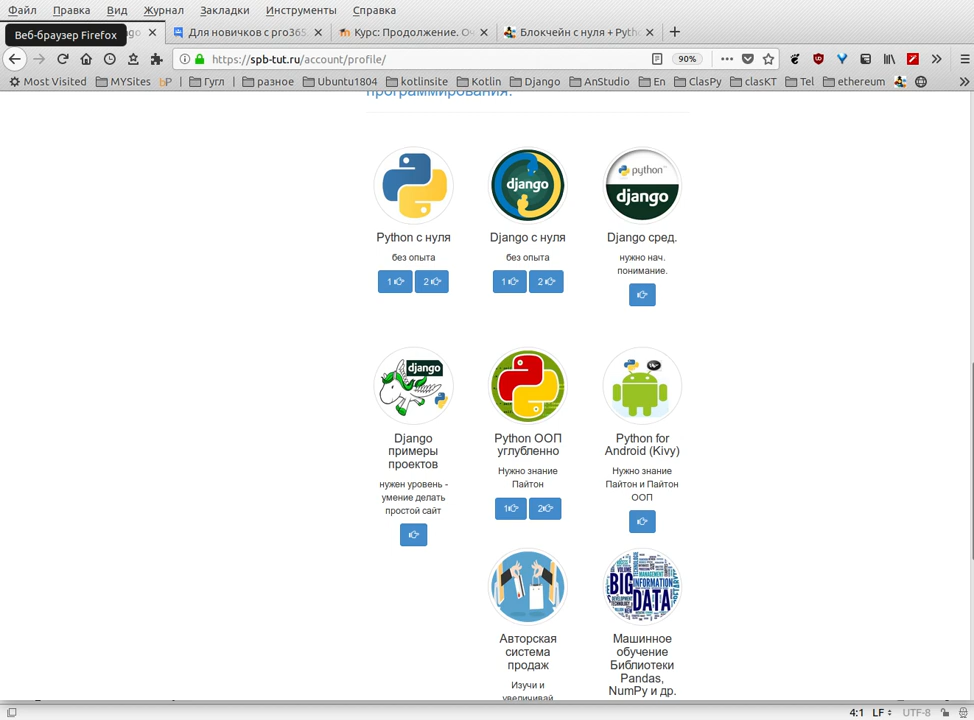 Файл Правка Вид Журнал Закладки Инструменты Справка
Веб-браузер Firefox
Для новичков с pro365.
Курс: Продолжение. Оч
Блокчейн с нуля + Pytho
https://spb-tut.ru/account/profile/
90%
Most Visited MYSites Гугл разное Ubuntu1804 kotlinsite Kotlin Django AnStudio En ClasPy clasKT Tel ethereum
программирования.
python
django
django
Python с нуля
Django с нуля
Django сред.
без опыта
без опыта
нужно нач.
понимание.
1 2
1 2
django
Django
примеры
проектов
нужен уровень -
умение делать
простой сайт
Python ООП
углубленно
Нужно знание
Пайтон
1 2
Python for
Android (Kivy)
Нужно знание
Пайтон и Пайтон
ООП
BIG
INFORMATION
DATA
Авторская
система
продаж
Изучи и
увеличивай
Машинное
обучение
Библиотеки
Pandas,
NumPy и др.
4:1 LF UTF-8